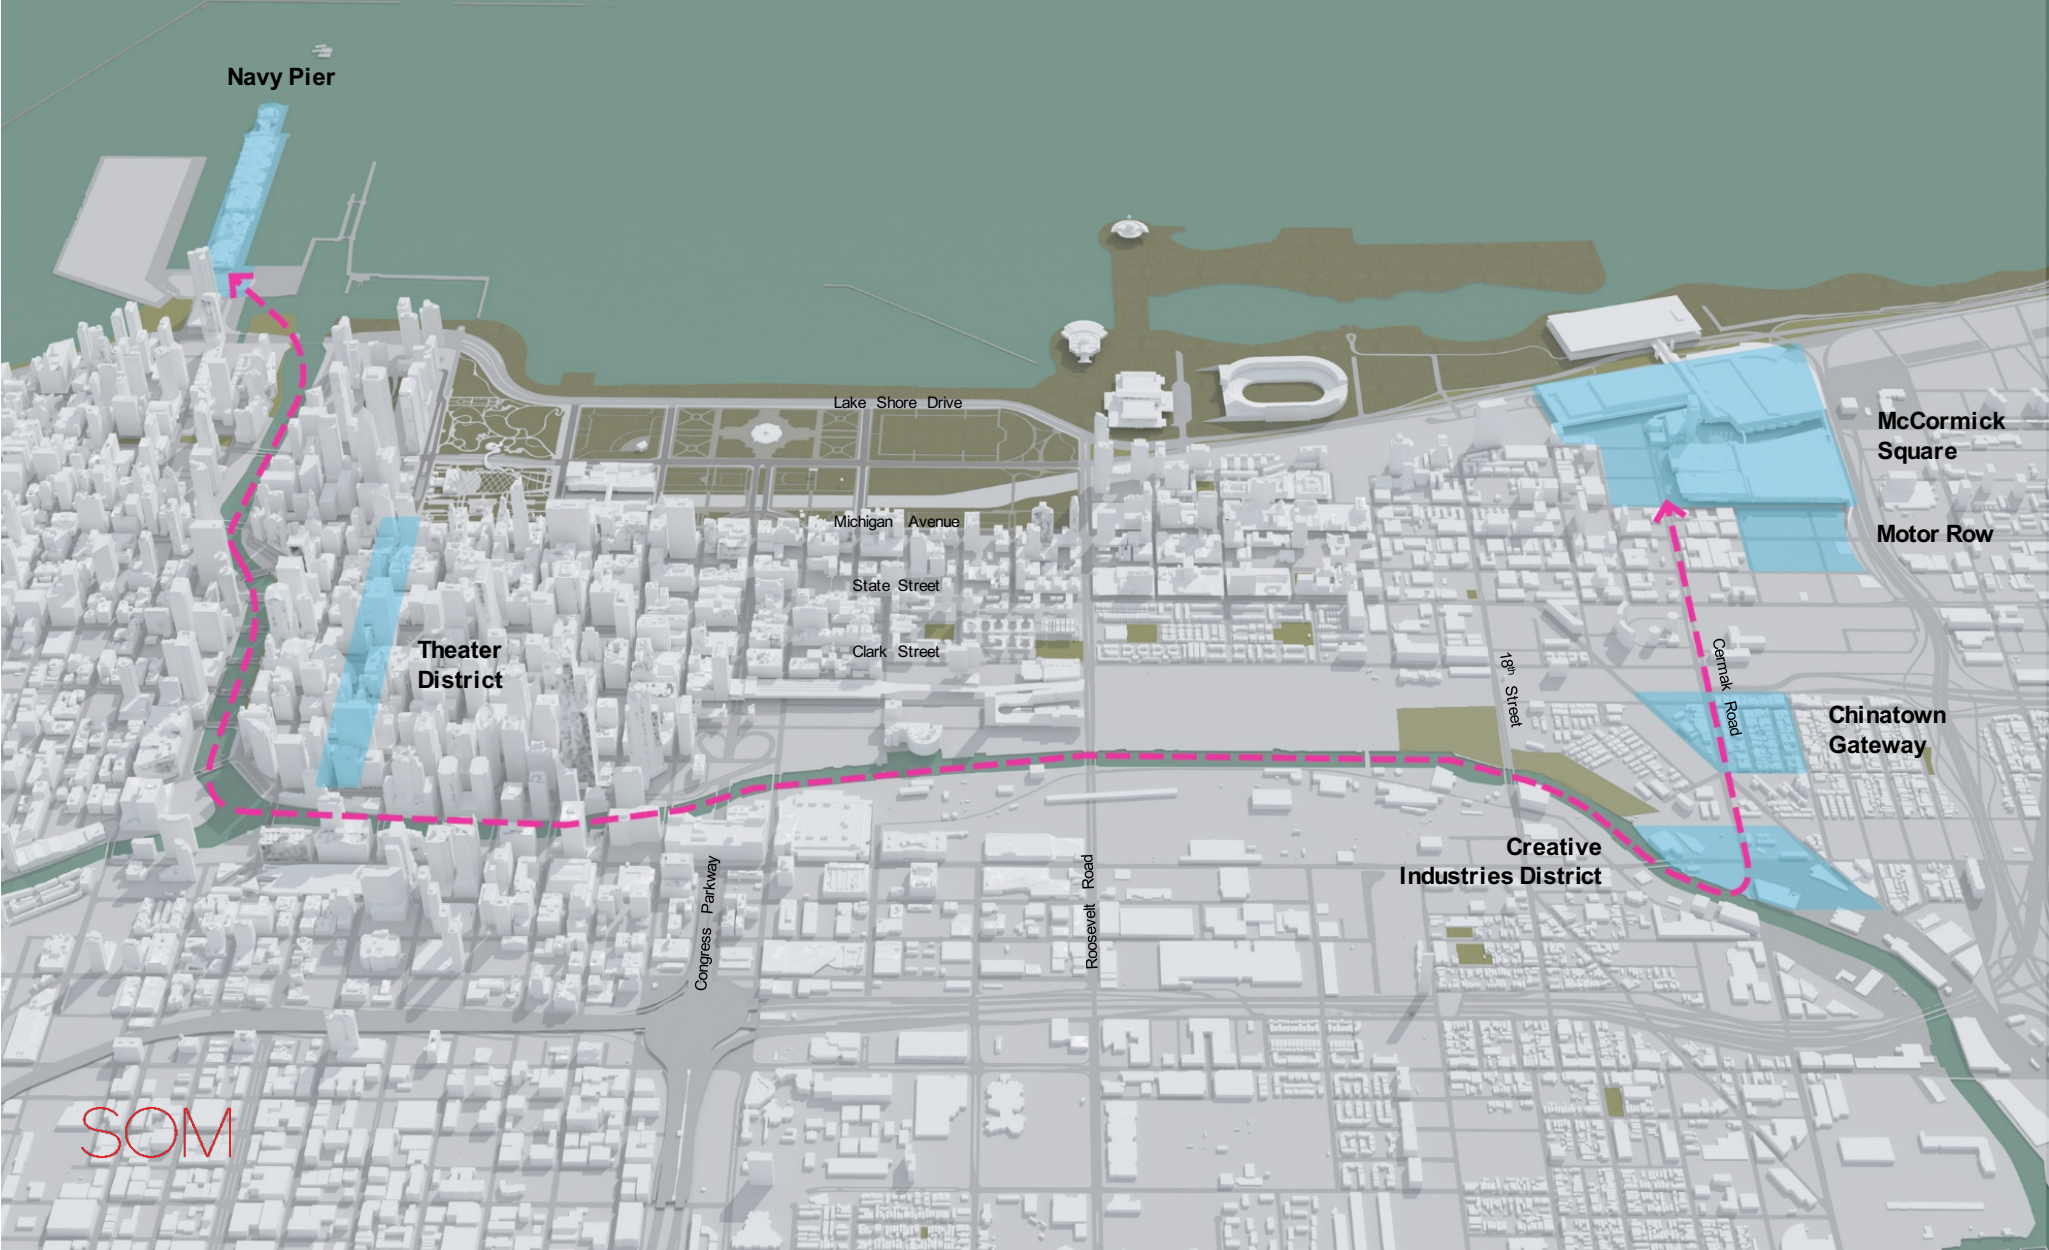 Navy Pier
Lake Shore Drive
McCormick
Square
Michigan Avenue
Motor Row
State Street
Theater
District
Clark Street
18th Street
Cermak Road
Chinatown
Gateway
Creative
Industries District
Congress Parkway
Roosevelt Road
SOM